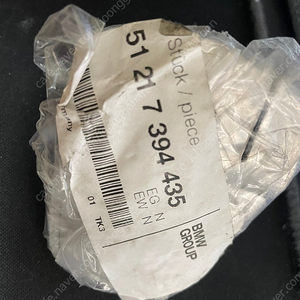 Stück / piece
51 21 7 394 435
EG N
EW N
BMW
GROUP
01 TK3